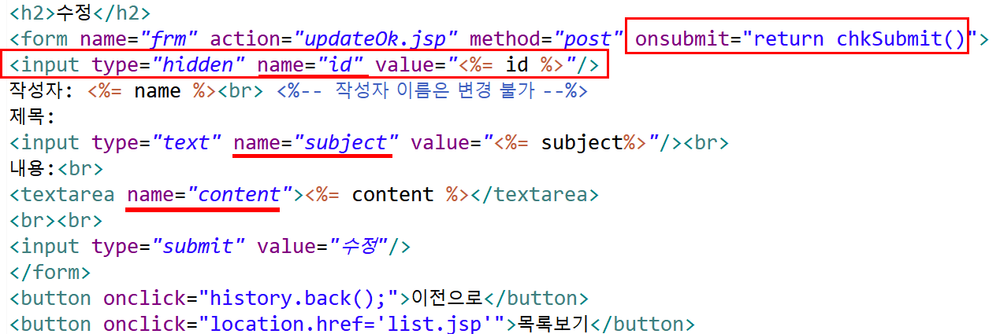 <h2>수정</h2>
<form name="frm" action="updateOk.jsp" method="post" onsubmit="return chkSubmit()">
<input type="hidden" name="id" value="<%= id %>"/>
작성자: <%= name %><br> <%-- 작성자 이름은 변경 불가 --%>
제목:
<input type="text" name="subject" value="<%= subject%>"/><br>
내용:<br>
<textarea name="content"><%= content %></textarea>
<br><br>
<input type="submit" value="수정"/>
</form>
<button onclick="history.back();">이전으로</button>
<button onclick="location.href='list.jsp'">목록보기</button>